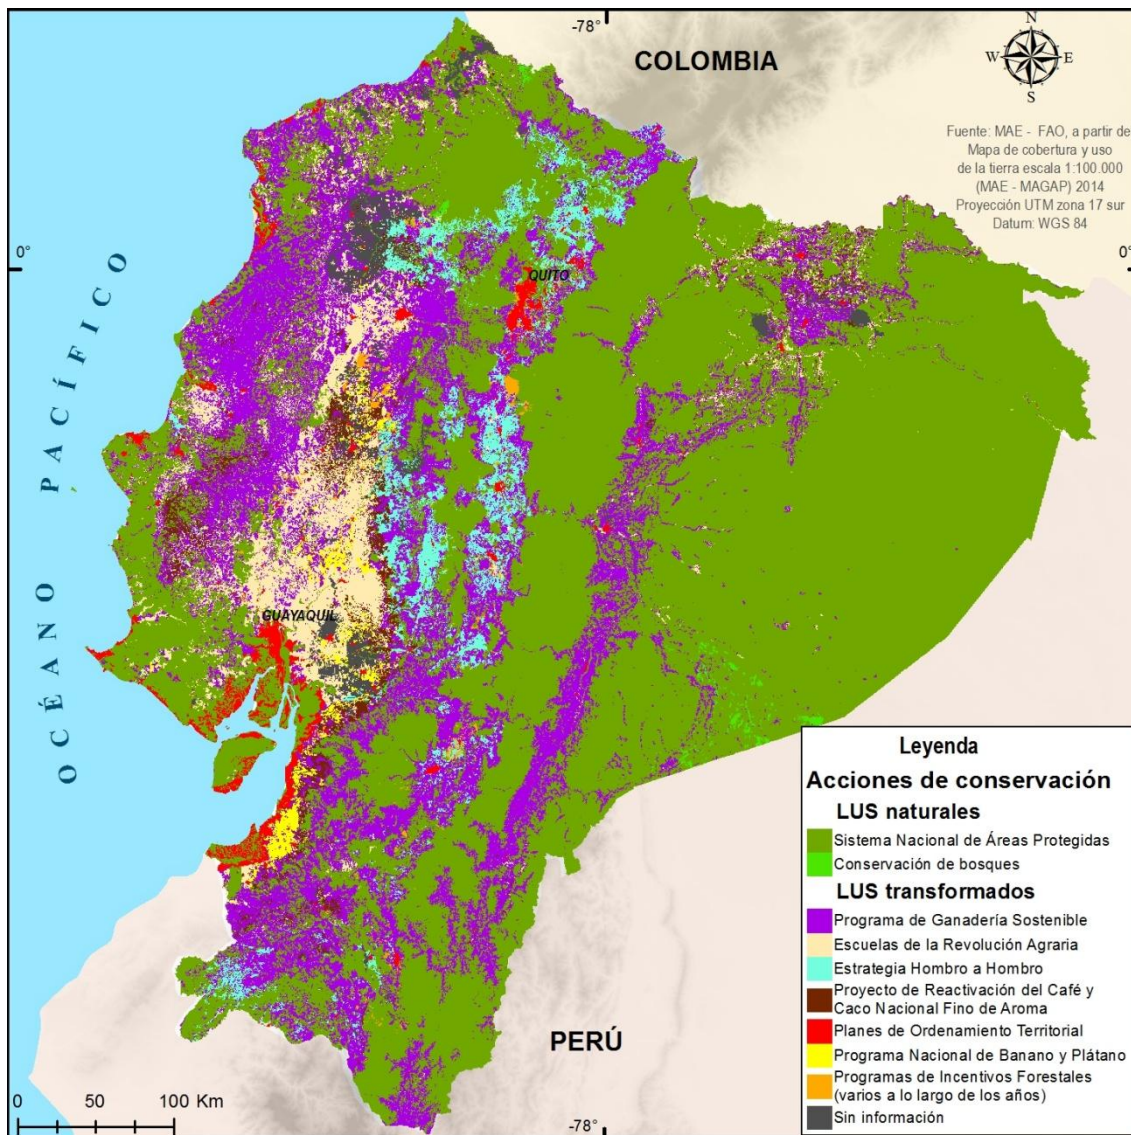 -78°
COLOMBIA
N
W E
S
Fuente: MAE - FAO, a partir de
Mapa de cobertura y uso
de la tierra escala 1:100.000
(MAE - MAGAP) 2014
Proyección UTM zona 17 sur
Datum: WGS 84
0°
0°
QUITO
OCÉANO PACÍFICO
GUAYAQUIL
Leyenda
Acciones de conservación
LUS naturales
Sistema Nacional de Áreas Protegidas
Conservación de bosques
LUS transformados
Programa de Ganadería Sostenible
Escuelas de la Revolución Agraria
Estrategia Hombro a Hombro
Proyecto de Reactivación del Café y
Caco Nacional Fino de Aroma
Planes de Ordenamiento Territorial
Programa Nacional de Banano y Plátano
Programas de Incentivos Forestales
(varios a lo largo de los años)
Sin información
PERÚ
0 50 100 Km
-78°